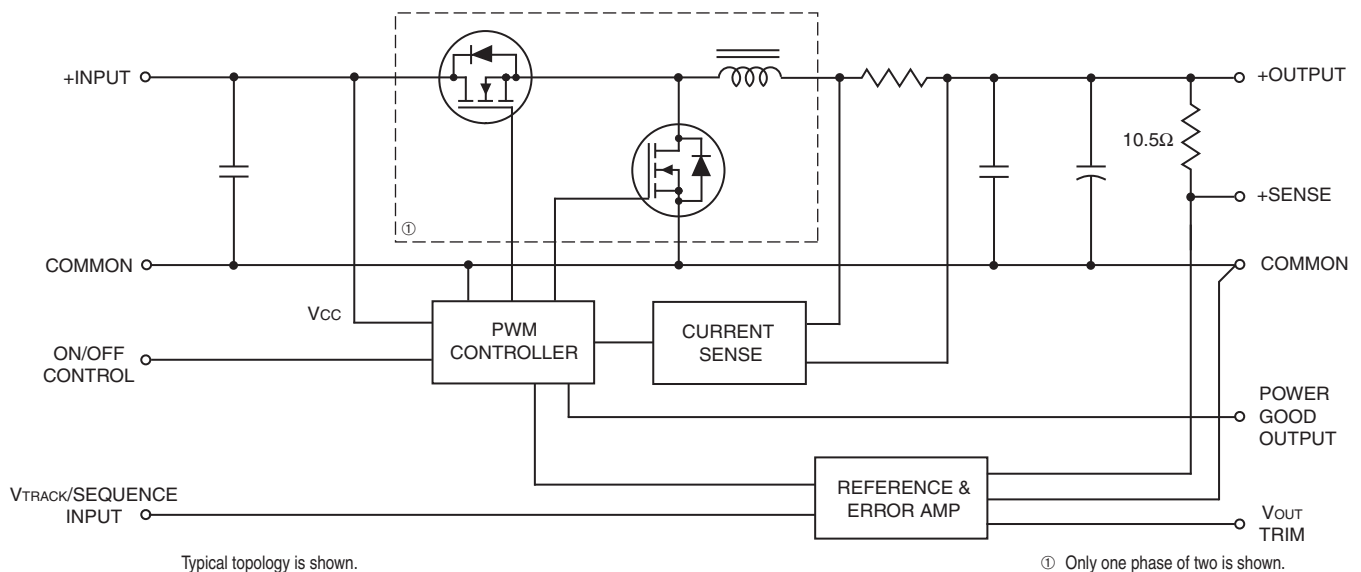 +INPUT
+OUTPUT
10.5Ω
+SENSE
①
COMMON
COMMON
VCC
PWM
CONTROLLER
CURRENT
SENSE
ON/OFF
CONTROL
POWER
GOOD
OUTPUT
VTRACK/SEQUENCE
INPUT
REFERENCE &
ERROR AMP
VOUT
TRIM
Typical topology is shown.
① Only one phase of two is shown.